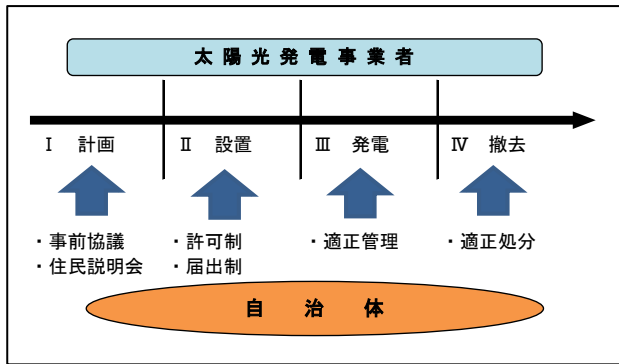 太陽光発電事業者
Ⅰ 計画 Ⅱ 設置 Ⅲ 発電 Ⅳ 撤去
・事前協議 ・許可制 ・適正管理 ・適正処分
・住民説明会 ・届出制
自治体